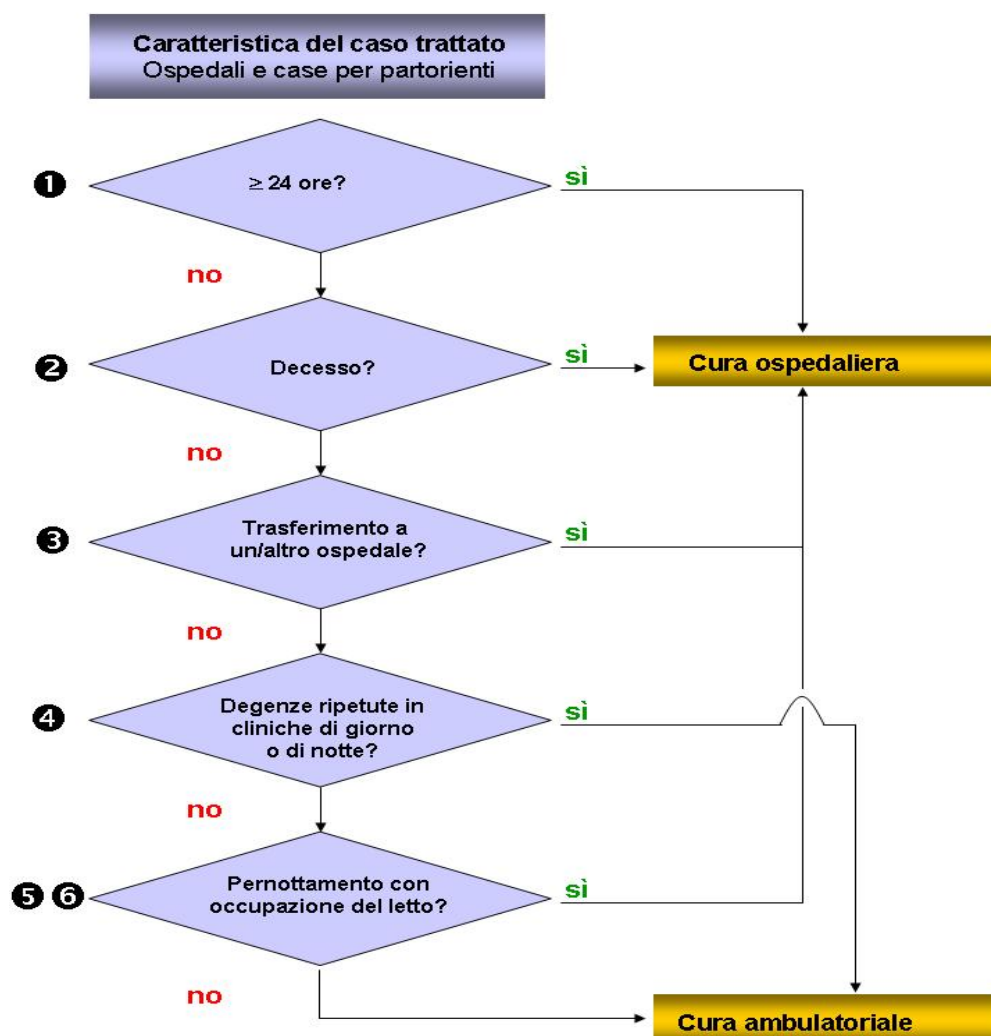 Caratteristica del caso trattato
Ospedali e case per partorienti
❶
≥ 24 ore?
sì
no
❷
Decesso?
sì
Cura ospedaliera
no
❸
Trasferimento a
un/altro ospedale?
sì
no
❹
Degenze ripetute in
cliniche di giorno
o di notte?
sì
no
❺ ❻
Pernottamento con
occupazione del letto?
sì
no
Cura ambulatoriale